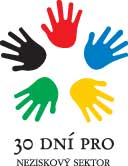 30 DNÍ PRO
NEZISKOVÝ SEKTOR